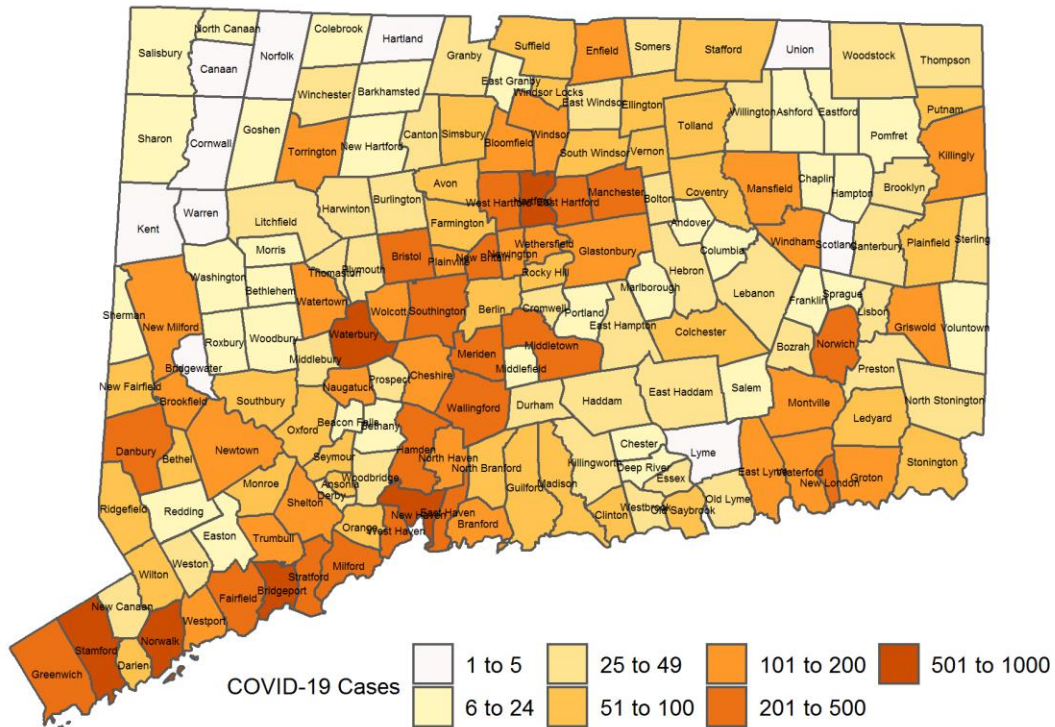 North Canaan
Colebrook
Hartland
Suffield
Enfield
Somers
Stafford
Union
Woodstock
Thompson
Salisbury
Norfolk
Canaan
Granby
East Granby
Windsor Locks
Winchester
Barkhamsted
East Windsor
Ellington
Willington
Ashford
Eastford
Putnam
Pomfret
Sharon
Cornwall
Goshen
Torrington
New Hartford
Canton
Simsbury
Bloomfield
Windsor
South Windsor
Vernon
Tolland
Killingly
Kent
Warren
Litchfield
Harwinton
Burlington
Avon
Farmington
West Hartford
Hartford
East Hartford
Manchester
Bolton
Coventry
Mansfield
Chaplin
Hampton
Brooklyn
Andover
Columbia
Windham
Scotland
Canterbury
Plainfield
Sterling
Morris
Washington
Bethlehem
Thomaston
Plymouth
Bristol
Plainville
New Britain
Newington
Wethersfield
Glastonbury
Rocky Hill
Hebron
Marlborough
Lebanon
Franklin
Sprague
Lisbon
Griswold
Voluntown
Sherman
New Milford
Roxbury
Woodbury
Watertown
Waterbury
Wolcott
Southington
Berlin
Cromwell
Portland
East Hampton
Colchester
Bozrah
Norwich
Preston
Bridgewater
Middlebury
Naugatuck
Prospect
Cheshire
Meriden
Middletown
Middlefield
New Fairfield
Brookfield
Southbury
Oxford
Beacon Falls
Bethany
Wallingford
Durham
Haddam
East Haddam
Salem
Montville
Ledyard
North Stonington
Danbury
Bethel
Newtown
Seymour
Woodbridge
Hamden
North Haven
North Branford
Guilford
Madison
Killingworth
Chester
Deep River
Essex
Lyme
East Lyme
Waterford
New London
Groton
Stonington
Ridgefield
Redding
Monroe
Shelton
Ansonia
Derby
Orange
New Haven
East Haven
West Haven
Branford
Clinton
Westbrook
Old Saybrook
Old Lyme
Easton
Trumbull
Wilton
Weston
Fairfield
Bridgeport
Stratford
Milford
New Canaan
Westport
Greenwich
Stamford
Darien
Norwalk
COVID-19 Cases
1 to 5
6 to 24
25 to 49
51 to 100
101 to 200
201 to 500
501 to 1000